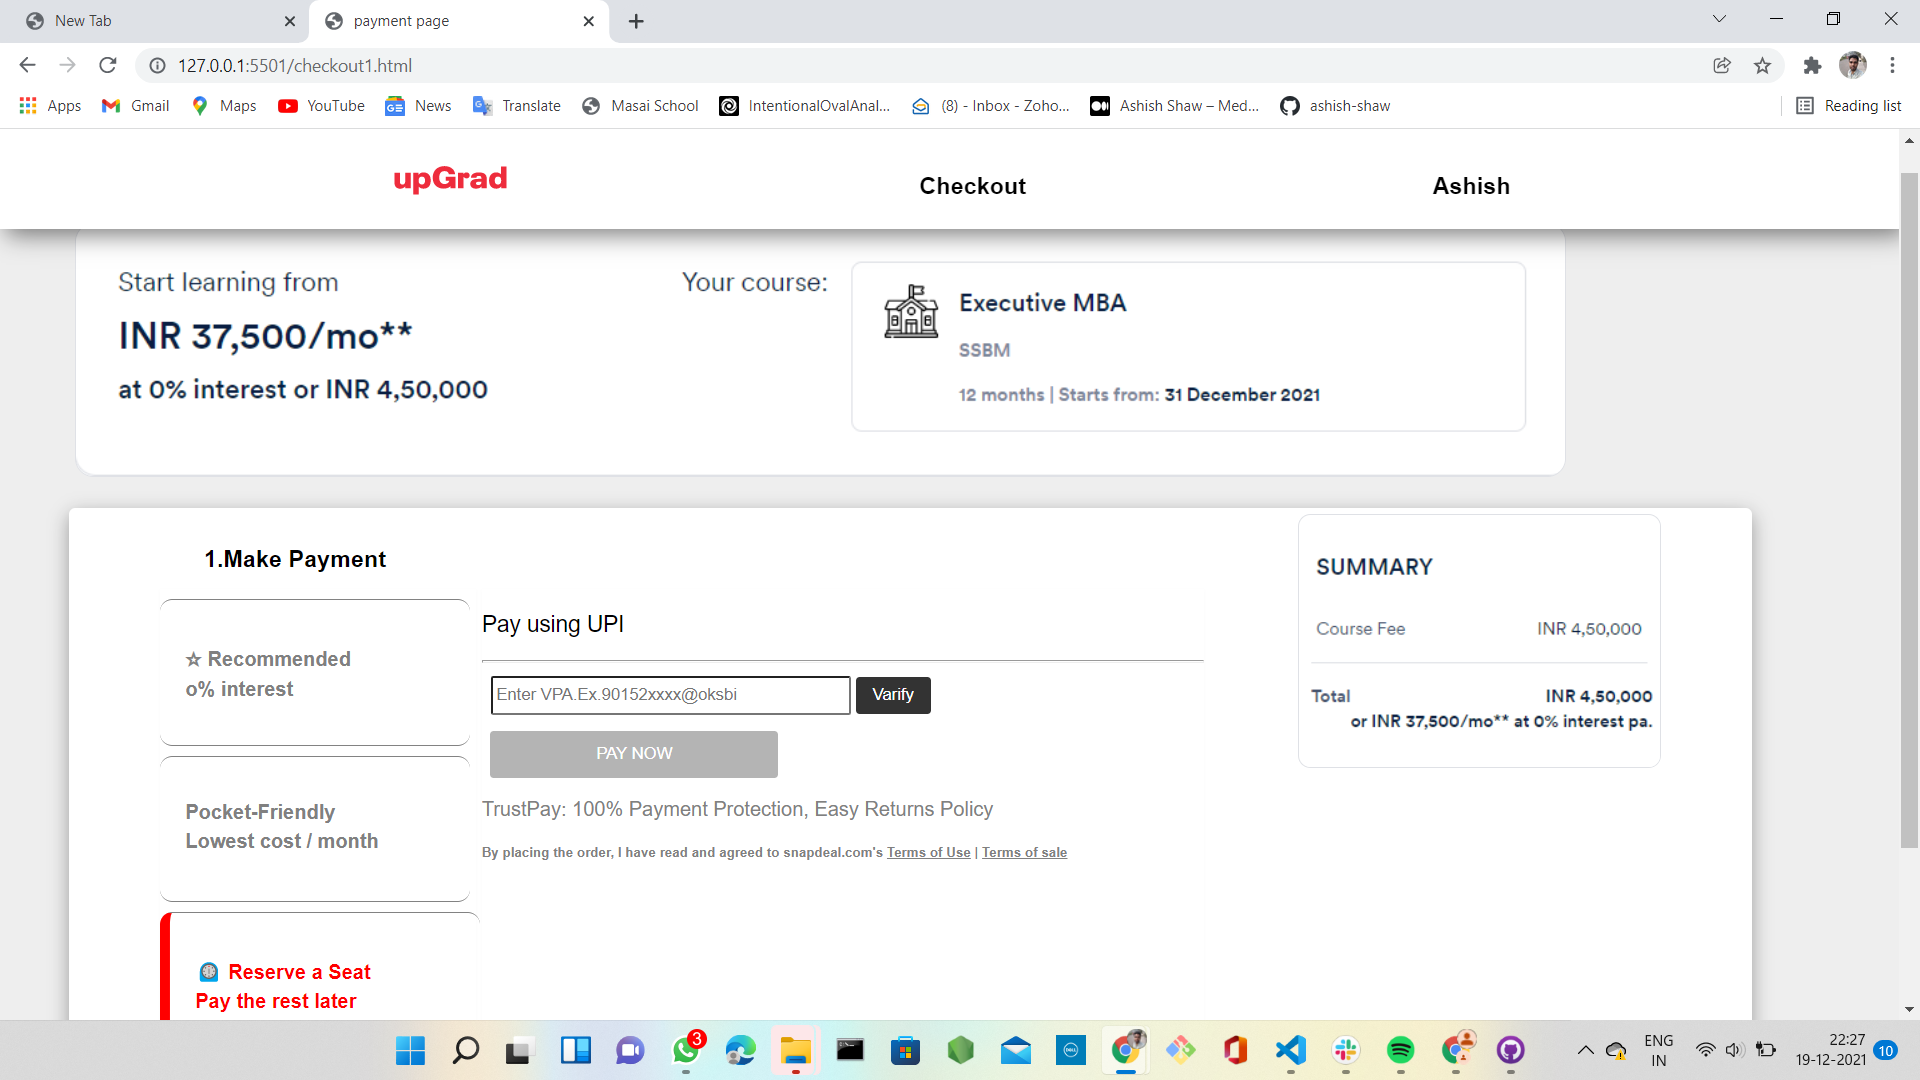 New Tab
payment page
127.0.0.1:5501/checkout1.html
Apps
Gmail
Maps
YouTube
News
Translate
Masai School
IntentionalOvalAnal...
(8) - Inbox - Zoho...
Ashish Shaw – Med...
ashish-shaw
Reading list
upGrad
Checkout
Ashish
Start learning from
INR 37,500/mo**
at 0% interest or INR 4,50,000
Your course:
Executive MBA
SSBM
12 months | Starts from: 31 December 2021
1.Make Payment
☆ Recommended
o% interest
Pocket-Friendly
Lowest cost / month
Reserve a Seat
Pay the rest later
Pay using UPI
Enter VPA.Ex.90152xxxx@oksbi
Varify
PAY NOW
TrustPay: 100% Payment Protection, Easy Returns Policy
By placing the order, I have read and agreed to snapdeal.com's Terms of Use | Terms of sale
SUMMARY
Course Fee INR 4,50,000
Total INR 4,50,000
or INR 37,500/mo** at 0% interest pa.
3
ENG
IN
22:27
19-12-2021
10